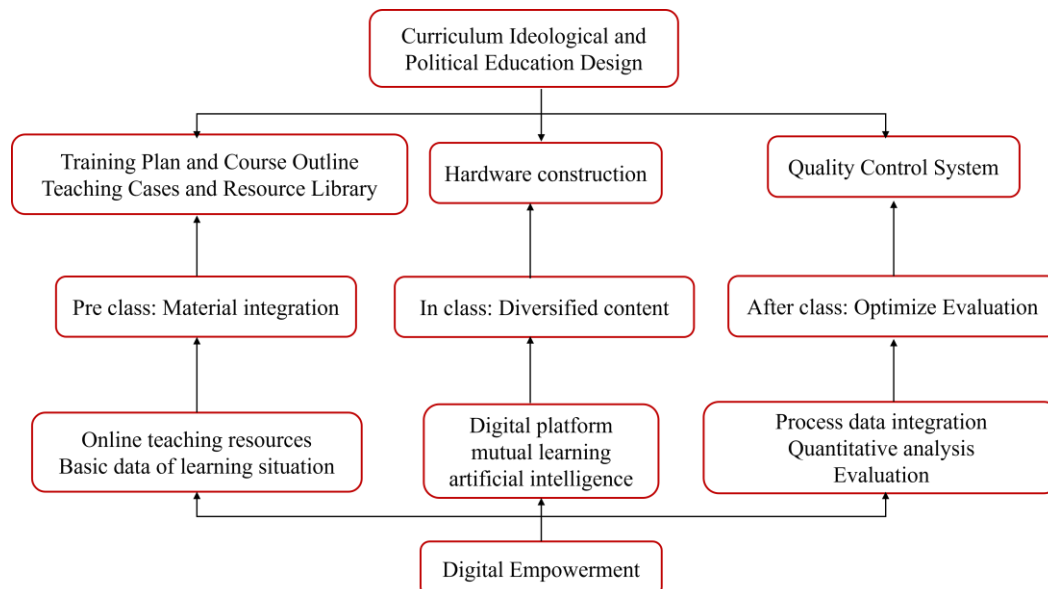 Curriculum Ideological and
Political Education Design
Training Plan and Course Outline
Teaching Cases and Resource Library
Hardware construction
Quality Control System
Pre class: Material integration
In class: Diversified content
After class: Optimize Evaluation
Online teaching resources
Basic data of learning situation
Digital platform
mutual learning
artificial intelligence
Process data integration
Quantitative analysis
Evaluation
Digital Empowerment